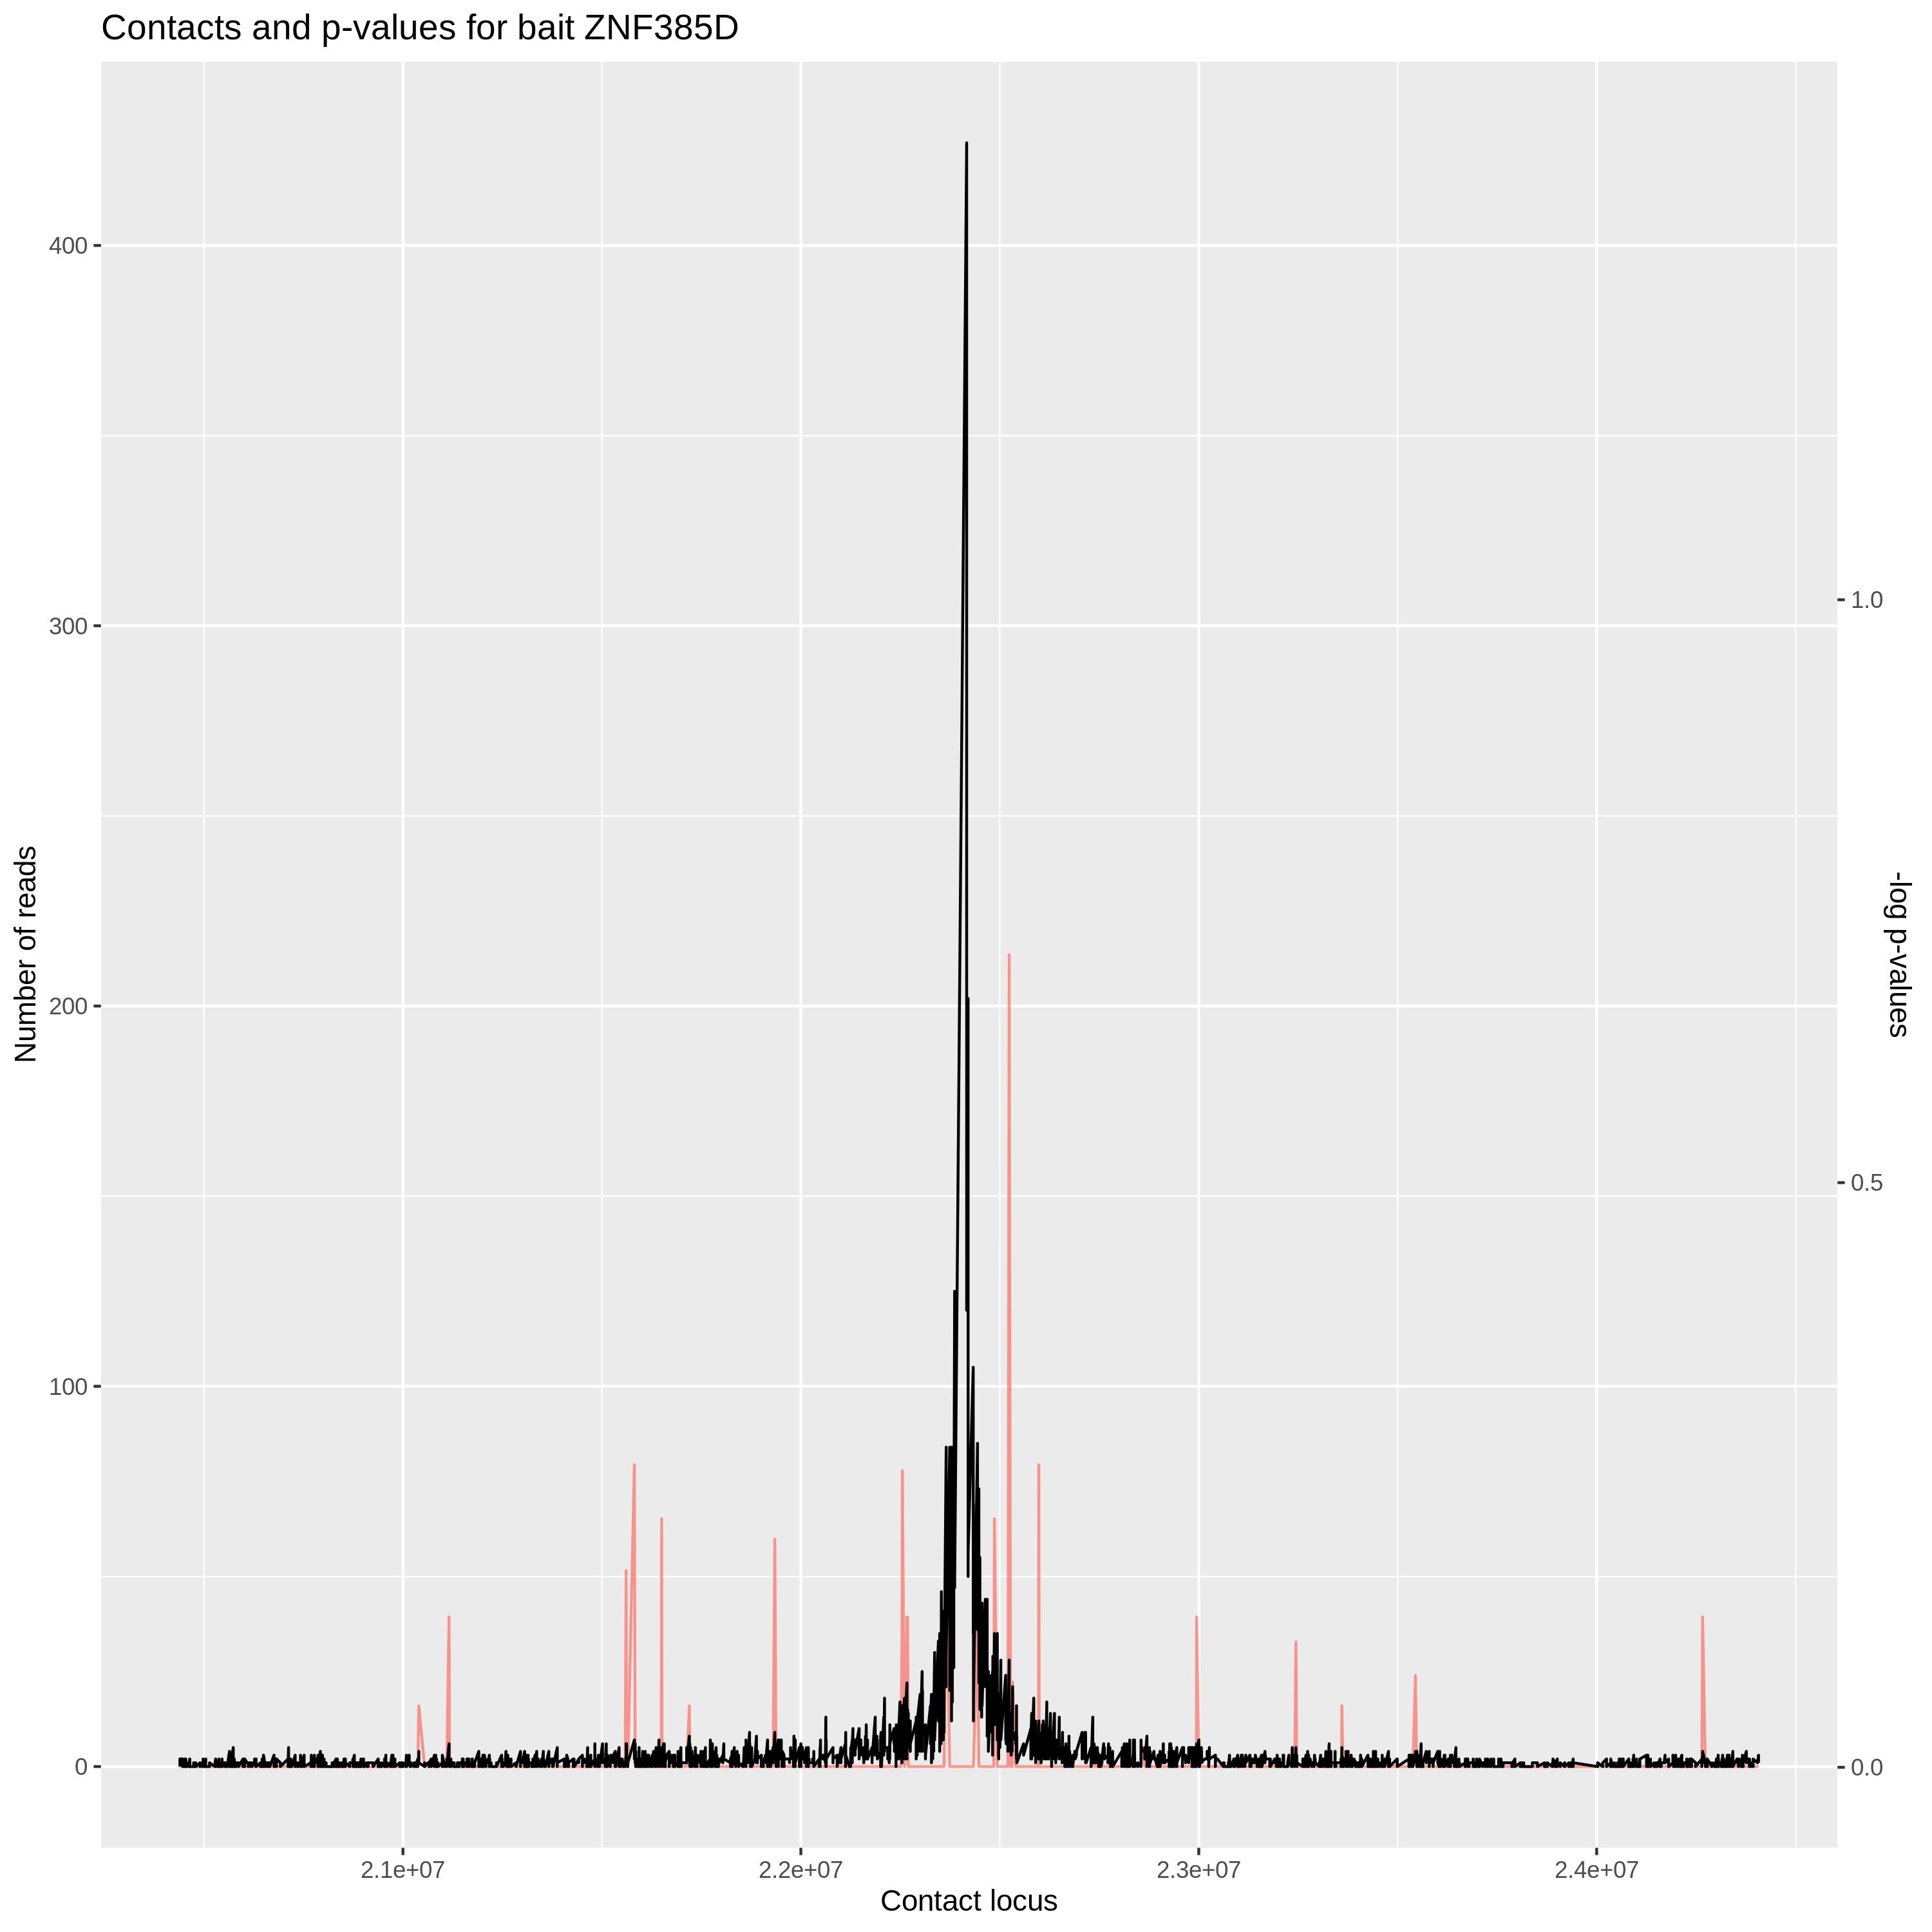 Contacts and p-values for bait ZNF385D
400
300
200
100
0
Number of reads
1.0
0.5
0.0
-log p-values
2.1e+07 2.2e+07 2.3e+07 2.4e+07
Contact locus